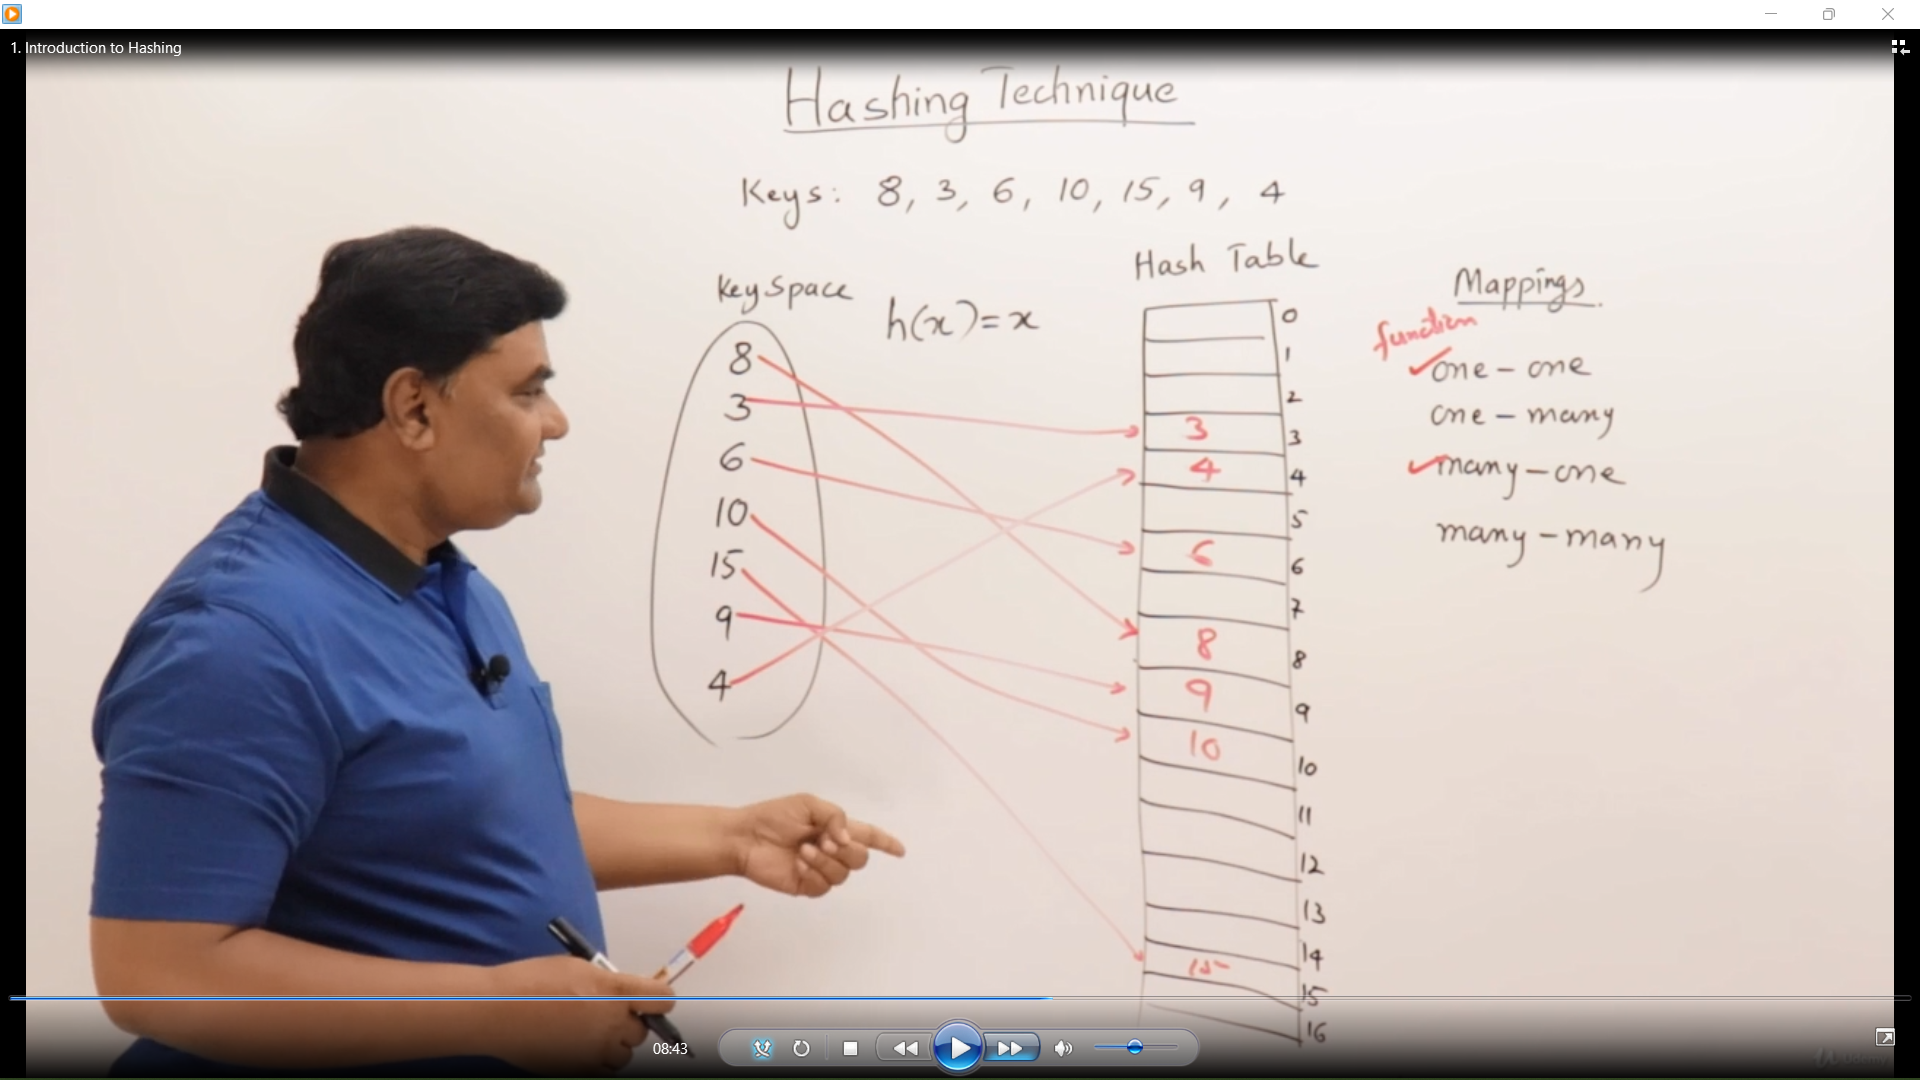 1. Introduction to Hashing
Hashing Technique
Keys: 8, 3, 6, 10, 15, 9, 4
Key Space
h(x)=x
8
3
6
10
15
9
4
Hash Table
0
1
2
3 3
4 4
5
6 6
7
8 8
9 9
10 10
11
12
13
14
15 15
16
Mappings
function
✓one-one
one-many
✓many-one
many-many
08:43
Udemy